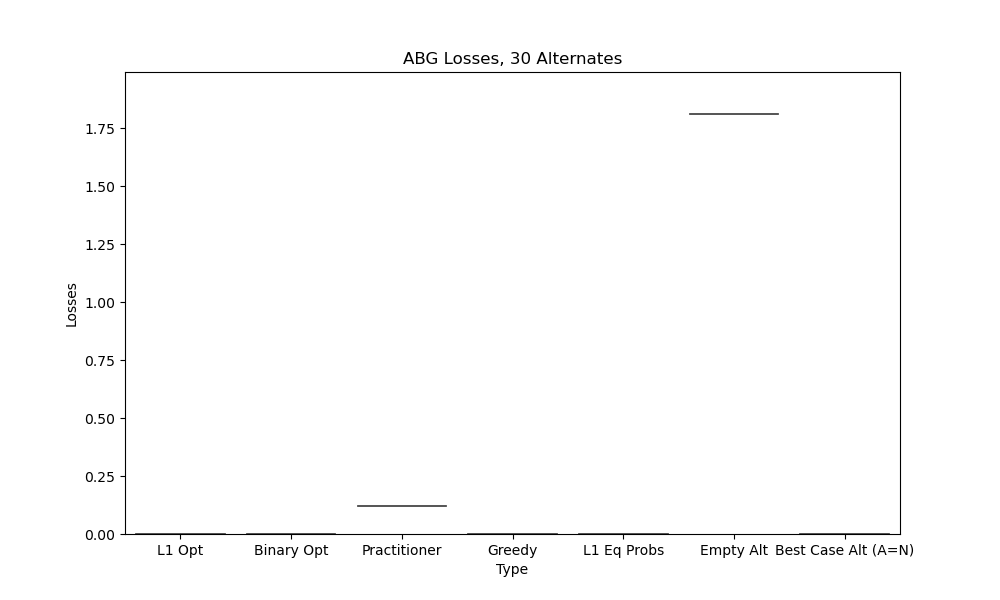 ABG Losses, 30 Alternates
1.75
1.50
1.25
1.00
0.75
0.50
0.25
0.00
Losses
L1 Opt Binary Opt Practitioner Greedy L1 Eq Probs Empty Alt Best Case Alt (A=N)
Type